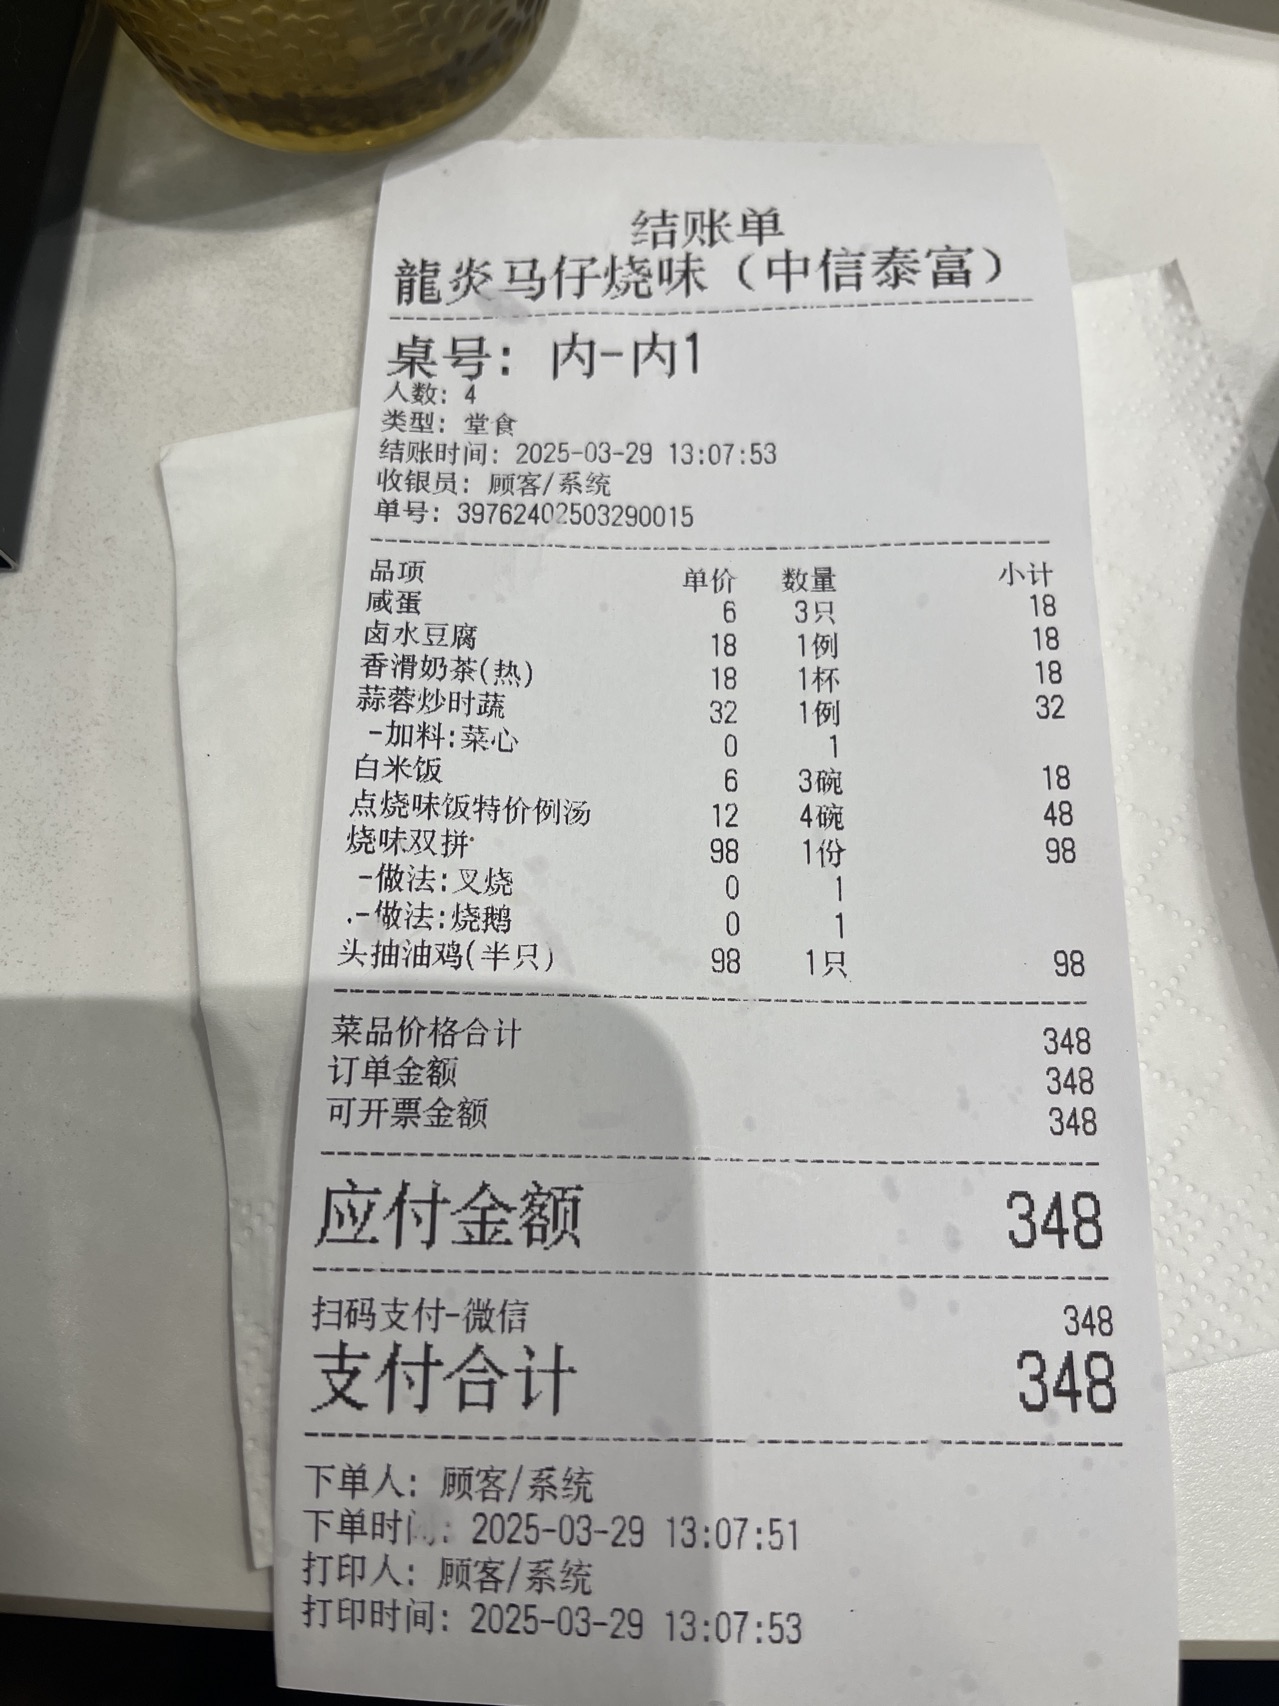 结账单
龍炎马仔烧味（中信泰富）
桌号：内-内1
人数：4
类型：堂食
结账时间：2025-03-29 13:07:53
收银员：顾客/系统
单号：39762402503290015
品项 单价 数量 小计
咸蛋 6 3只 18
卤水豆腐 18 1例 18
香滑奶茶(热) 18 1杯 18
蒜蓉炒时蔬 32 1例 32
-加料:菜心 0 1
白米饭 6 3碗 18
点烧味饭特价例汤 12 4碗 48
烧味双拼 98 1份 98
-做法:叉烧 0 1
-做法:烧鹅 0 1
头抽油鸡(半只) 98 1只 98
菜品价格合计 348
订单金额 348
可开票金额 348
应付金额 348
扫码支付-微信 348
支付合计 348
下单人：顾客/系统
下单时间：2025-03-29 13:07:51
打印人：顾客/系统
打印时间：2025-03-29 13:07:53